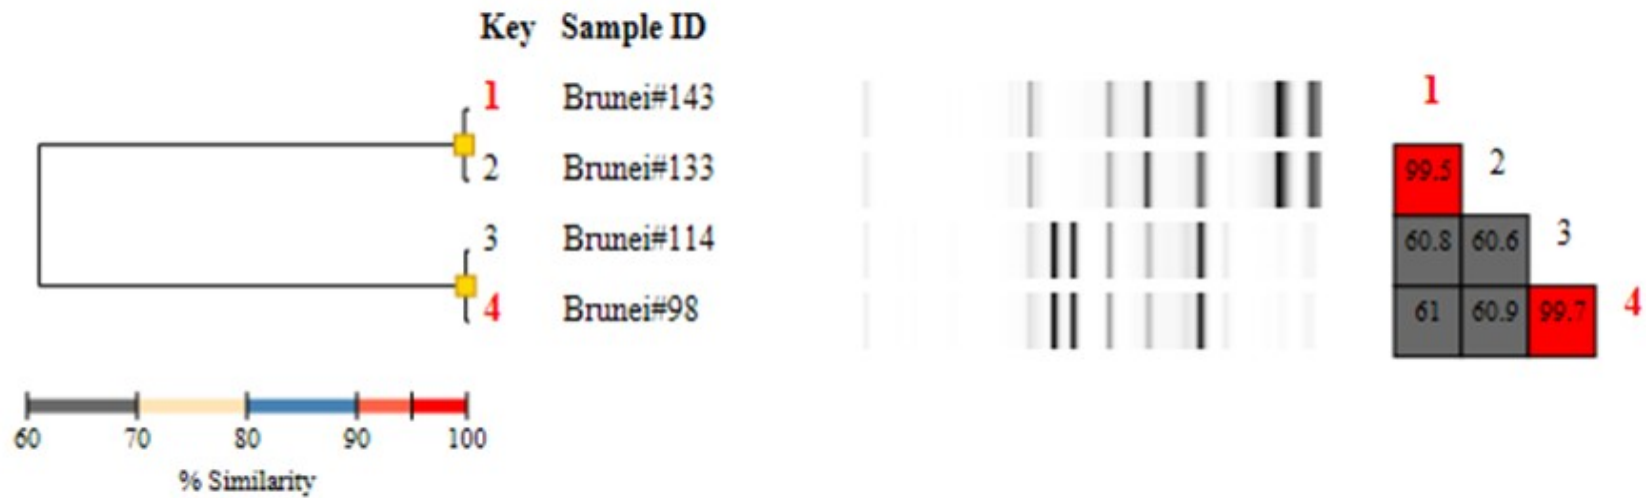 Key Sample ID
1 Brunei#143
2 Brunei#133
3 Brunei#114
4 Brunei#98
1
99.5 2
60.8 60.6 3
61 60.9 99.7 4
60 70 80 90 100
% Similarity